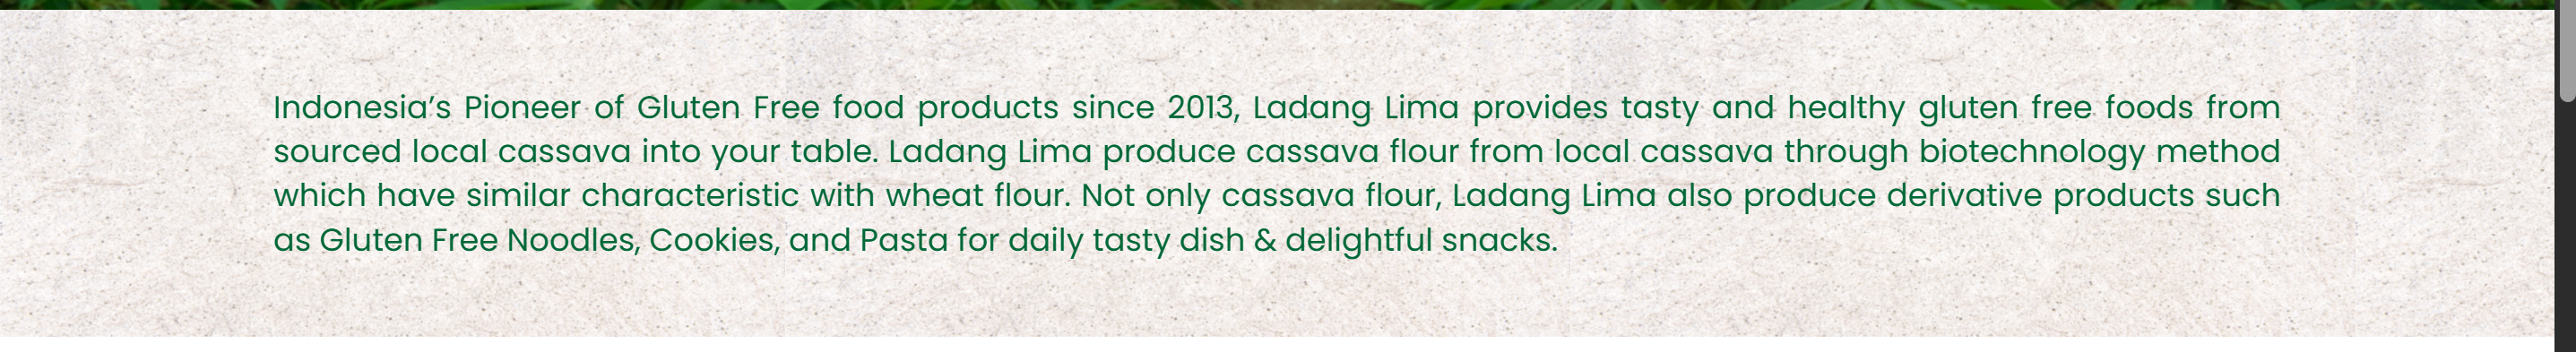 Indonesia’s Pioneer of Gluten Free food products since 2013, Ladang Lima provides tasty and healthy gluten free foods from
sourced local cassava into your table. Ladang Lima produce cassava flour from local cassava through biotechnology method
which have similar characteristic with wheat flour. Not only cassava flour, Ladang Lima also produce derivative products such
as Gluten Free Noodles, Cookies, and Pasta for daily tasty dish & delightful snacks.